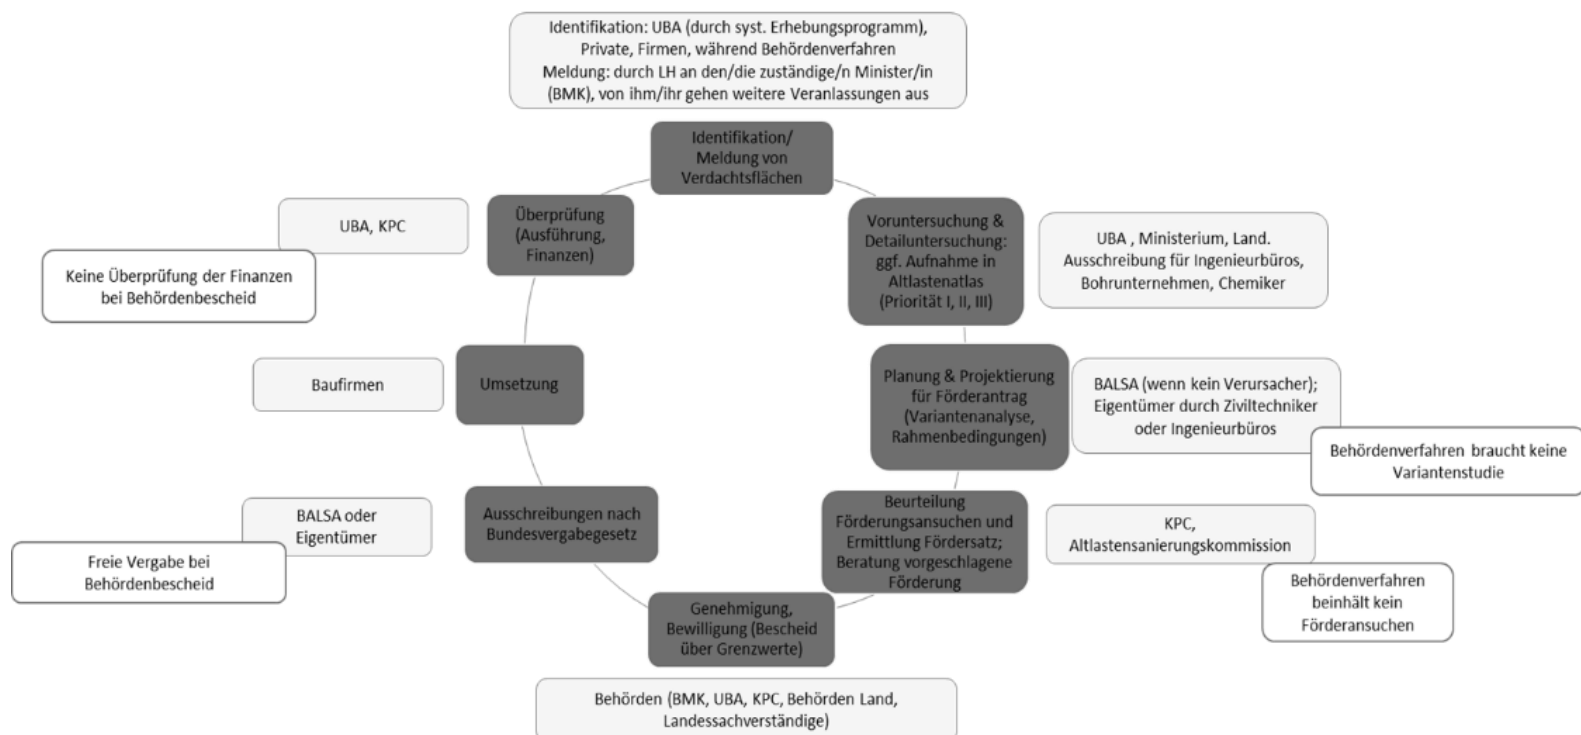 Identifikation: UBA (durch syst. Erhebungsprogramm),
Private, Firmen, während Behördenverfahren
Meldung: durch LH an den/die zuständige/n Minister/in
(BMK), von ihm/ihr gehen weitere Veranlassungen aus
Identifikation/
Meldung von
Verdachtsflächen
Voruntersuchung &
Detailuntersuchung:
ggf. Aufnahme in
Altlastenatlas
(Priorität I, II, III)
UBA , Ministerium, Land.
Ausschreibung für Ingenieurbüros,
Bohrunternehmen, Chemiker
Planung & Projektierung
für Förderantrag
(Variantenanalyse,
Rahmenbedingungen)
BALSA (wenn kein Verursacher);
Eigentümer durch Ziviltechniker
oder Ingenieurbüros
Behördenverfahren braucht keine
Variantenstudie
Beurteilung
Förderungsansuchen und
Ermittlung Fördersatz;
Beratung vorgeschlagene
Förderung
KPC,
Altlastensanierungskommission
Behördenverfahren
beinhält kein
Förderansuchen
Genehmigung,
Bewilligung (Bescheid
über Grenzwerte)
Behörden (BMK, UBA, KPC, Behörden Land,
Landessachverständige)
Ausschreibungen nach
Bundesvergabegesetz
BALSA oder
Eigentümer
Freie Vergabe bei
Behördenbescheid
Umsetzung
Baufirmen
Überprüfung
(Ausführung,
Finanzen)
UBA, KPC
Keine Überprüfung der Finanzen
bei Behördenbescheid